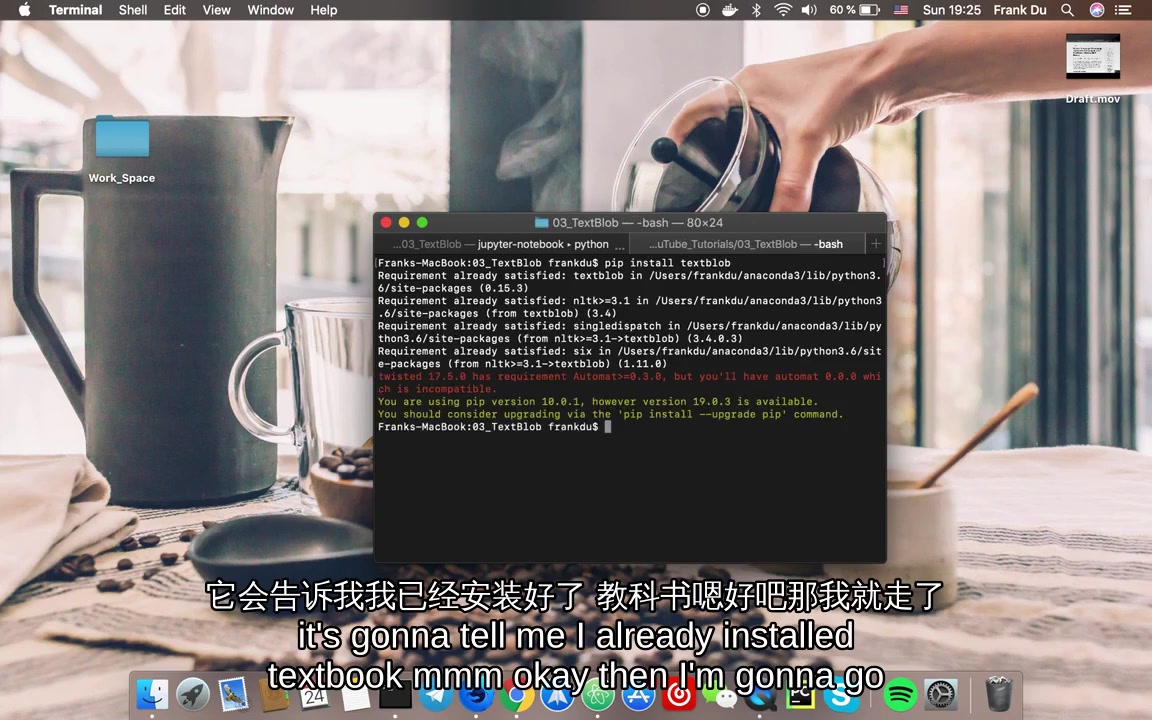 Terminal Shell Edit View Window Help 60 % Sun 19:25 Frank Du
Draft.mov
Work_Space
03_TextBlob — -bash — 80×24
...03_TextBlob — jupyter-notebook ▸ python ... ...uTube_Tutorials/03_TextBlob — -bash +
Franks-MacBook:03_TextBlob frankdu$ pip install textblob
Requirement already satisfied: textblob in /Users/frankdu/anaconda3/lib/python3.
6/site-packages (0.15.3)
Requirement already satisfied: nltk>=3.1 in /Users/frankdu/anaconda3/lib/python3
.6/site-packages (from textblob) (3.4)
Requirement already satisfied: singledispatch in /Users/frankdu/anaconda3/lib/py
thon3.6/site-packages (from nltk>=3.1->textblob) (3.4.0.3)
Requirement already satisfied: six in /Users/frankdu/anaconda3/lib/python3.6/sit
e-packages (from nltk>=3.1->textblob) (1.11.0)
twisted 17.5.0 has requirement Automat>=0.3.0, but you'll have automat 0.0.0 whi
ch is incompatible.
You are using pip version 10.0.1, however version 19.0.3 is available.
You should consider upgrading via the 'pip install --upgrade pip' command.
Franks-MacBook:03_TextBlob frankdu$
它会告诉我我已经安装好了 教科书嗯好吧那我就走了
it's gonna tell me I already installed
textbook mmm okay then I'm gonna go
24